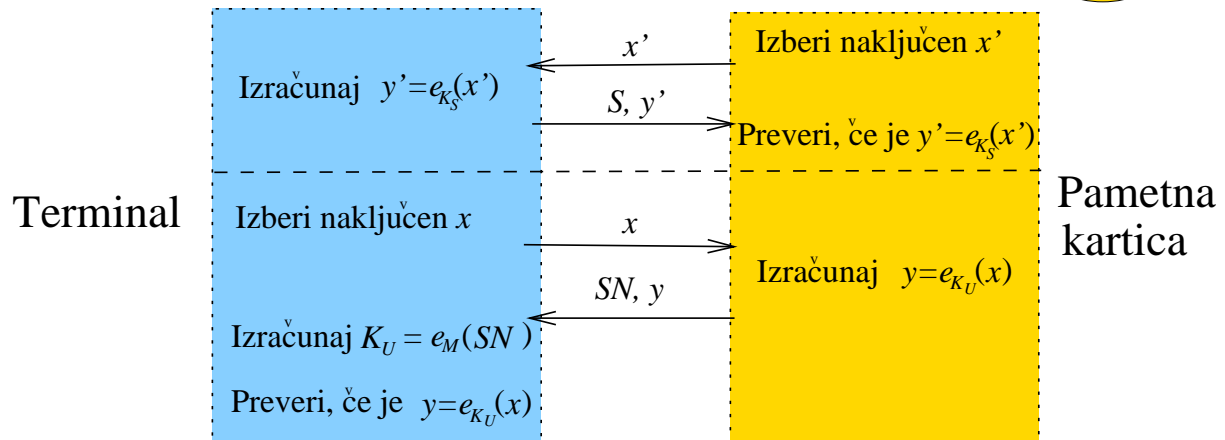 Izberi naključen x’
x’
Izračunaj y’=e_{K_S}(x’)
S, y’
Preveri, če je y’=e_{K_S}(x’)
Terminal
Pametna
kartica
Izberi naključen x
x
Izračunaj y=e_{K_U}(x)
SN, y
Izračunaj K_U = e_M(SN )
Preveri, če je y=e_{K_U}(x)